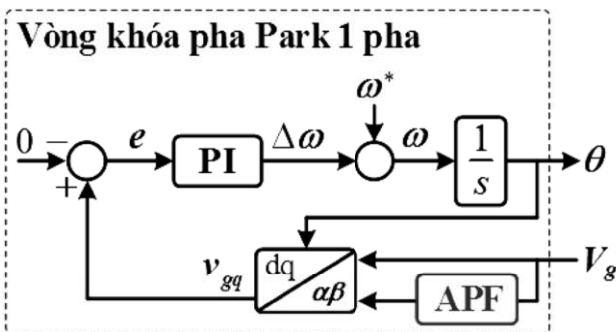 Vòng khóa pha Park 1 pha
ω*
0 − e PI Δω ω 1/s θ
+
v_gq dq αβ V_g
APF